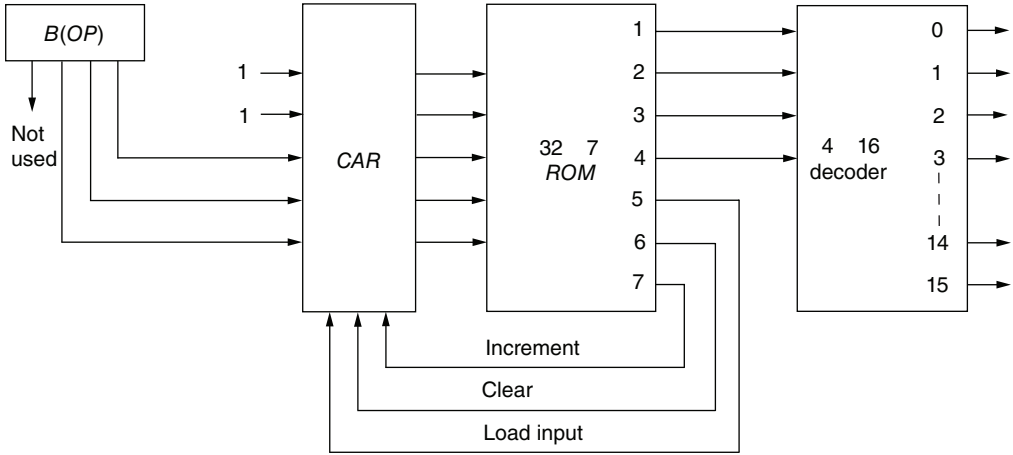 B(OP)
Not
used
1
1
CAR
32 7
ROM
1
2
3
4
5
6
7
4 16
decoder
0
1
2
3
14
15
Increment
Clear
Load input